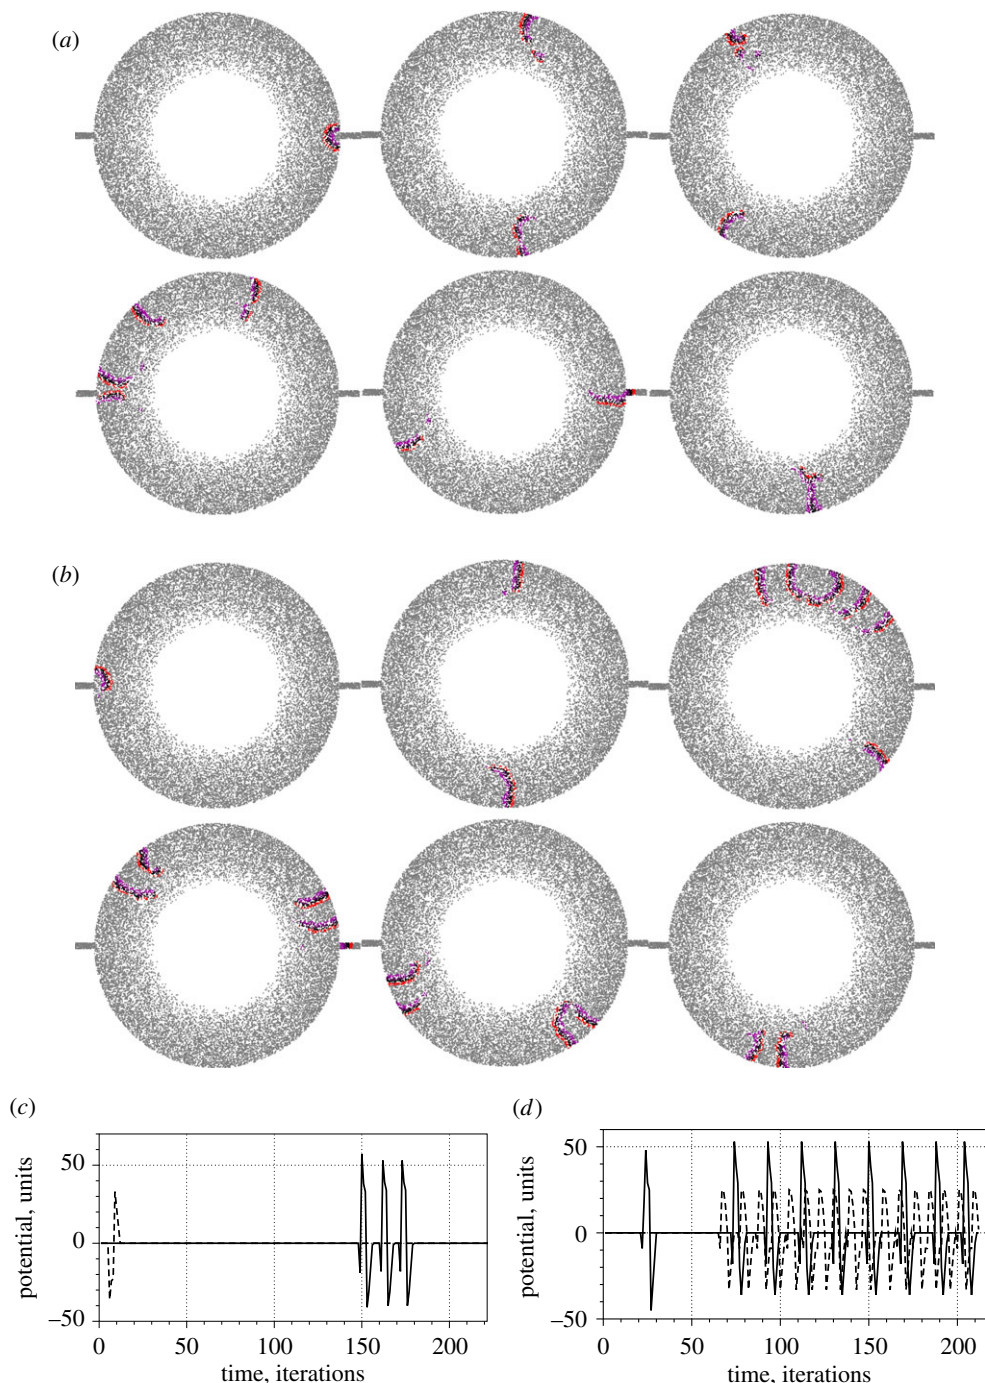 (a)
(b)
(c)
(d)
50
0
–50
potential, units
0
50
100
150
200
time, iterations
50
0
–50
potential, units
0
50
100
150
200
time, iterations